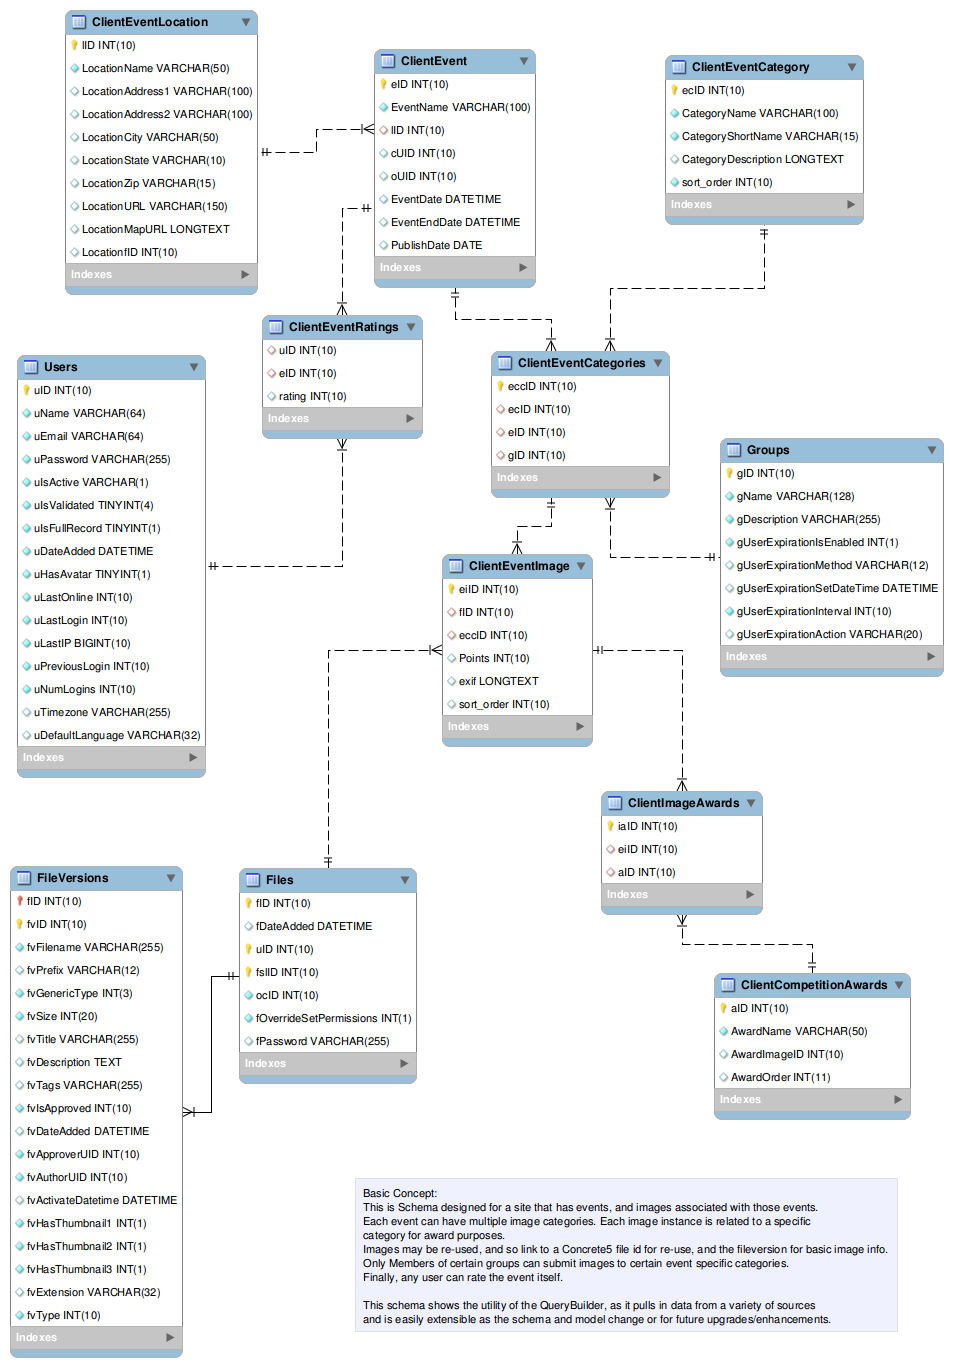 ClientEventLocation
lID INT(10)
LocationName VARCHAR(50)
LocationAddress1 VARCHAR(100)
LocationAddress2 VARCHAR(100)
LocationCity VARCHAR(50)
LocationState VARCHAR(10)
LocationZip VARCHAR(15)
LocationURL VARCHAR(150)
LocationMapURL LONGTEXT
LocationfID INT(10)
Indexes
ClientEvent
eID INT(10)
EventName VARCHAR(100)
lID INT(10)
cUID INT(10)
oUID INT(10)
EventDate DATETIME
EventEndDate DATETIME
PublishDate DATE
Indexes
ClientEventCategory
ecID INT(10)
CategoryName VARCHAR(100)
CategoryShortName VARCHAR(15)
CategoryDescription LONGTEXT
sort_order INT(10)
Indexes
ClientEventRatings
uID INT(10)
eID INT(10)
rating INT(10)
Indexes
Users
uID INT(10)
uName VARCHAR(64)
uEmail VARCHAR(64)
uPassword VARCHAR(255)
uIsActive VARCHAR(1)
uIsValidated TINYINT(4)
uIsFullRecord TINYINT(1)
uDateAdded DATETIME
uHasAvatar TINYINT(1)
uLastOnline INT(10)
uLastLogin INT(10)
uLastIP BIGINT(10)
uPreviousLogin INT(10)
uNumLogins INT(10)
uTimezone VARCHAR(255)
uDefaultLanguage VARCHAR(32)
Indexes
ClientEventCategories
eccID INT(10)
ecID INT(10)
eID INT(10)
gID INT(10)
Indexes
Groups
gID INT(10)
gName VARCHAR(128)
gDescription VARCHAR(255)
gUserExpirationIsEnabled INT(1)
gUserExpirationMethod VARCHAR(12)
gUserExpirationSetDateTime DATETIME
gUserExpirationInterval INT(10)
gUserExpirationAction VARCHAR(20)
Indexes
ClientEventImage
eiID INT(10)
fID INT(10)
eccID INT(10)
Points INT(10)
exif LONGTEXT
sort_order INT(10)
Indexes
ClientImageAwards
iaID INT(10)
eiID INT(10)
aID INT(10)
Indexes
FileVersions
fID INT(10)
fvID INT(10)
fvFilename VARCHAR(255)
fvPrefix VARCHAR(12)
fvGenericType INT(3)
fvSize INT(20)
fvTitle VARCHAR(255)
fvDescription TEXT
fvTags VARCHAR(255)
fvIsApproved INT(10)
fvDateAdded DATETIME
fvApproverUID INT(10)
fvAuthorUID INT(10)
fvActivateDatetime DATETIME
fvHasThumbnail1 INT(1)
fvHasThumbnail2 INT(1)
fvHasThumbnail3 INT(1)
fvExtension VARCHAR(32)
fvType INT(10)
Indexes
Files
fID INT(10)
fDateAdded DATETIME
uID INT(10)
fslID INT(10)
ocID INT(10)
fOverrideSetPermissions INT(1)
fPassword VARCHAR(255)
Indexes
ClientCompetitionAwards
aID INT(10)
AwardName VARCHAR(50)
AwardImageID INT(10)
AwardOrder INT(11)
Indexes
Basic Concept:
This is Schema designed for a site that has events, and images associated with those events.
Each event can have multiple image categories. Each image instance is related to a specific
category for award purposes.
Images may be re-used, and so link to a Concrete5 file id for re-use, and the fileversion for basic image info.
Only Members of certain groups can submit images to certain event specific categories.
Finally, any user can rate the event itself.
This schema shows the utility of the QueryBuilder, as it pulls in data from a variety of sources
and is easily extensible as the schema and model change or for future upgrades/enhancements.